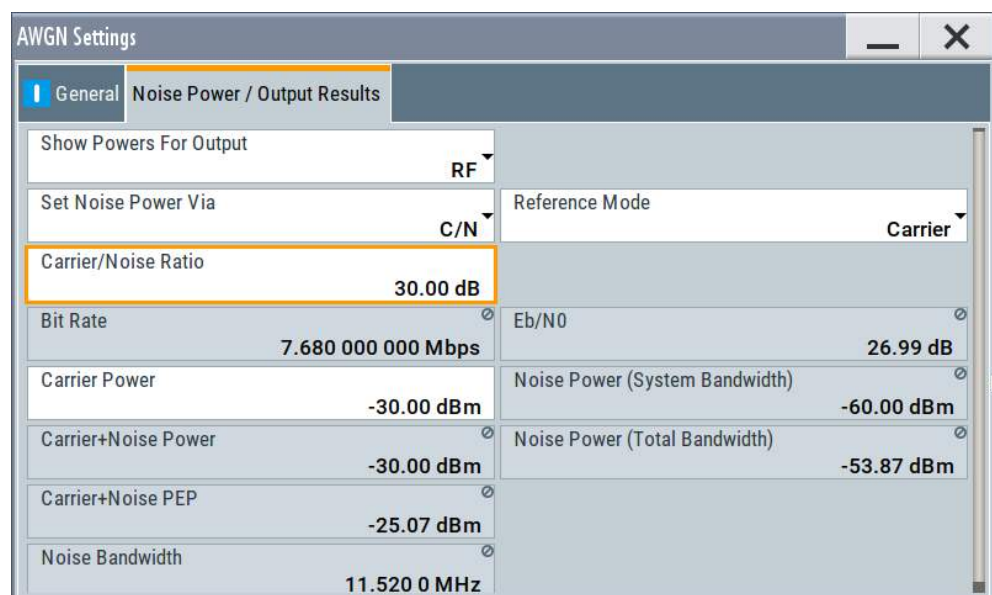 AWGN Settings
General Noise Power / Output Results
Show Powers For Output
RF
Set Noise Power Via
C/N
Reference Mode
Carrier
Carrier/Noise Ratio
30.00 dB
Bit Rate
7.680 000 000 Mbps
Eb/N0
26.99 dB
Carrier Power
-30.00 dBm
Noise Power (System Bandwidth)
-60.00 dBm
Carrier+Noise Power
-30.00 dBm
Noise Power (Total Bandwidth)
-53.87 dBm
Carrier+Noise PEP
-25.07 dBm
Noise Bandwidth
11.520 0 MHz